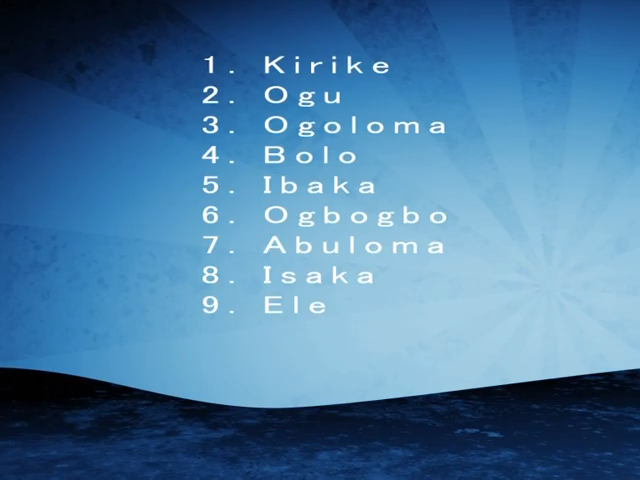 1. Kirike
2. Ogu
3. Ogoloma
4. Bolo
5. Ibaka
6. Ogbogbo
7. Abuloma
8. Isaka
9. Ele